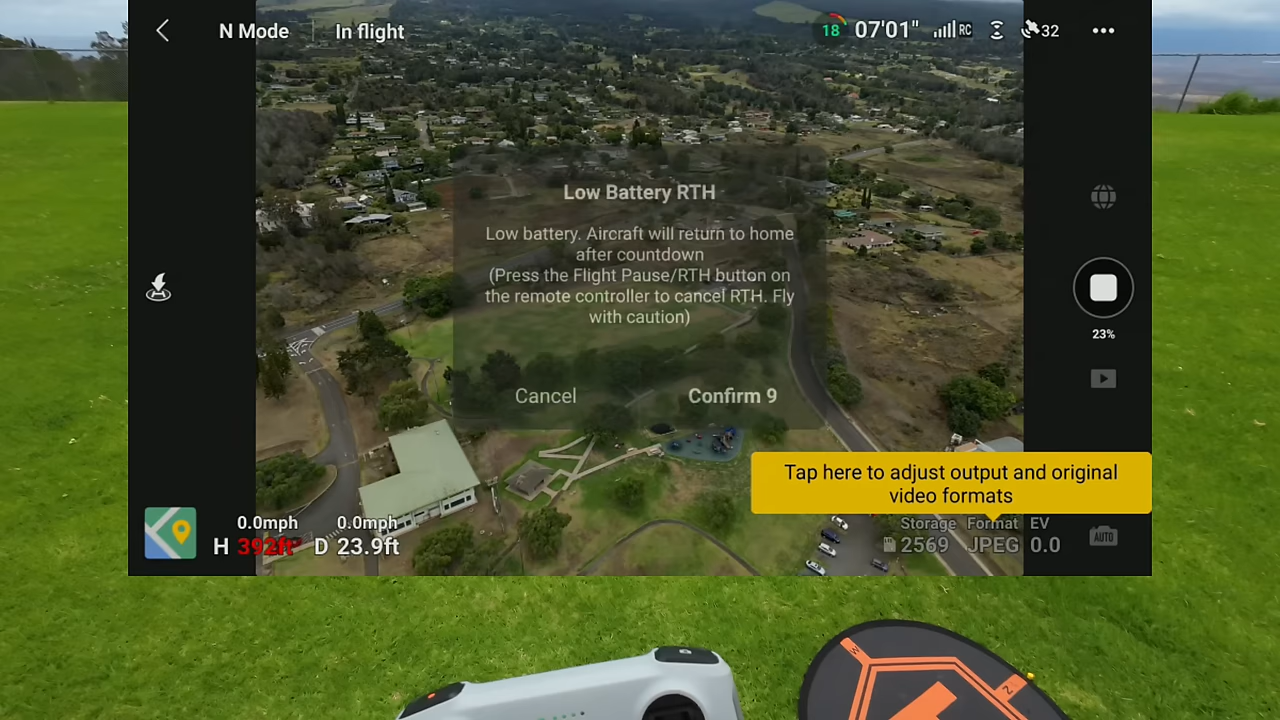 N Mode
In flight
18
07'01"
RC
32
Low Battery RTH
Low battery. Aircraft will return to home
after countdown
(Press the Flight Pause/RTH button on
the remote controller to cancel RTH. Fly
with caution)
Cancel
Confirm 9
23%
Tap here to adjust output and original
video formats
0.0mph
0.0mph
H 392ft
D 23.9ft
Storage
Format
EV
2569
JPEG
0.0
AUTO
W
N